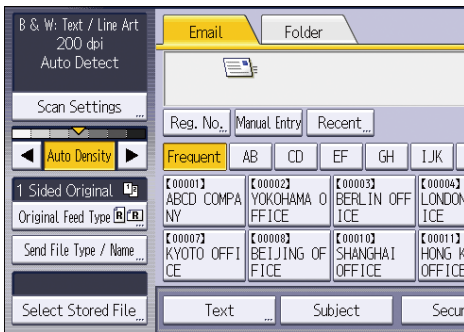 B & W: Text / Line Art
200 dpi
Auto Detect
Scan Settings
Auto Density
1 Sided Original
Original Feed Type
Send File Type / Name
Select Stored File
Email
Folder
Reg. No.
Manual Entry
Recent
Frequent
AB
CD
EF
GH
IJK
[00001]
ABCD COMPA
NY
[00002]
YOKOHAMA O
FFICE
[00003]
BERLIN OFF
ICE
[00004]
LONDON
ICE
[00007]
KYOTO OFFI
CE
[00008]
BEIJING OF
FICE
[00010]
SHANGHAI
OFFICE
[00011]
HONG K
OFFICE
Text
Subject
Secur